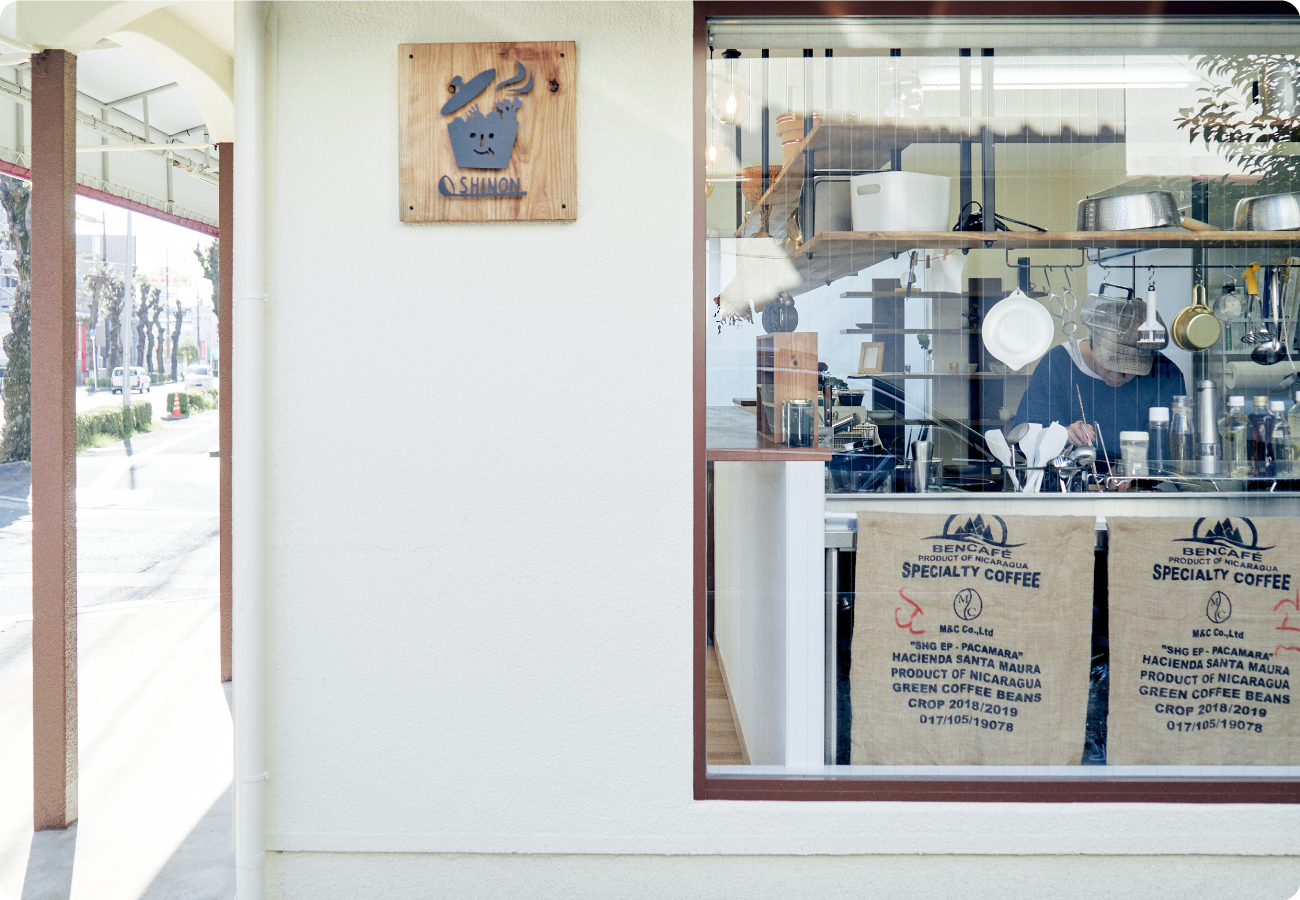 SHINON
BENCAFÉ
PRODUCT OF NICARAGUA
SPECIALTY COFFEE
M C
M&C Co.,Ltd
"SHG EP - PACAMARA"
HACIENDA SANTA MAURA
PRODUCT OF NICARAGUA
GREEN COFFEE BEANS
CROP 2018/2019
017/105/19078
BENCAFÉ
PRODUCT OF NICARAGUA
SPECIALTY COFFEE
M C
M&C Co.,Ltd
"SHG EP - PACAMARA"
HACIENDA SANTA MAURA
PRODUCT OF NICARAGUA
GREEN COFFEE BEANS
CROP 2018/2019
017/105/19078